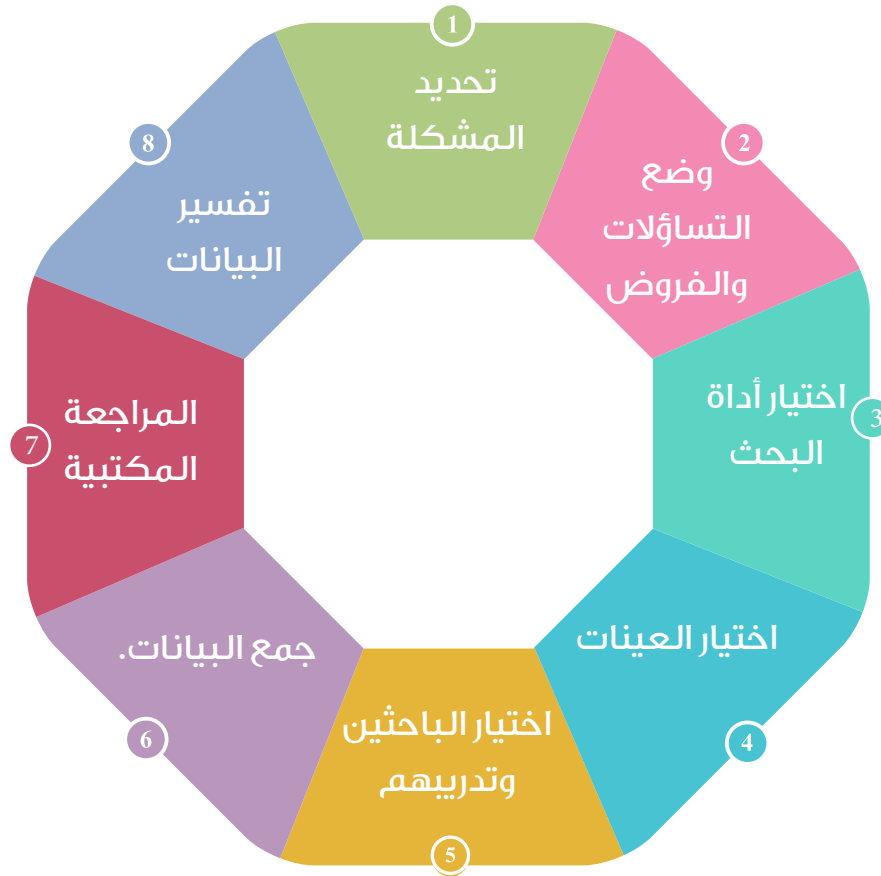 1
تحديد
المشكلة
2
وضع
التساؤلات
والفروض
3
اختيار أداة
البحث
4
اختيار العينات
5
اختيار الباحثين
وتدريبهم
6
جمع البيانات.
7
المراجعة
المكتبية
8
تفسير
البيانات